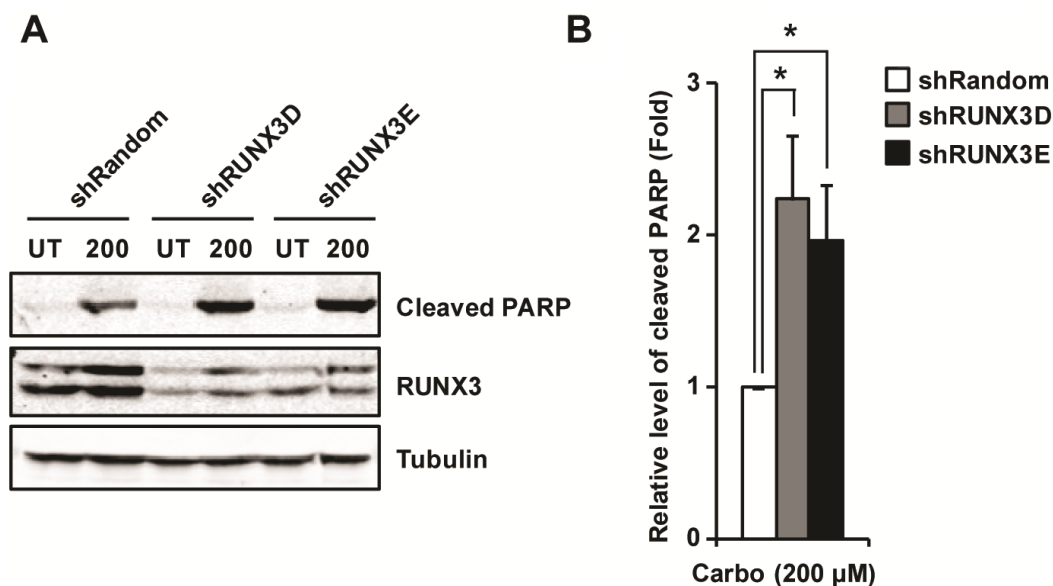 A
shRandom
shRUNX3D
shRUNX3E
UT 200 UT 200 UT 200
Cleaved PARP
RUNX3
Tubulin
B
* 
*
3
2
1
0
Relative level of cleaved PARP (Fold)
Carbo (200 µM)
shRandom
shRUNX3D
shRUNX3E